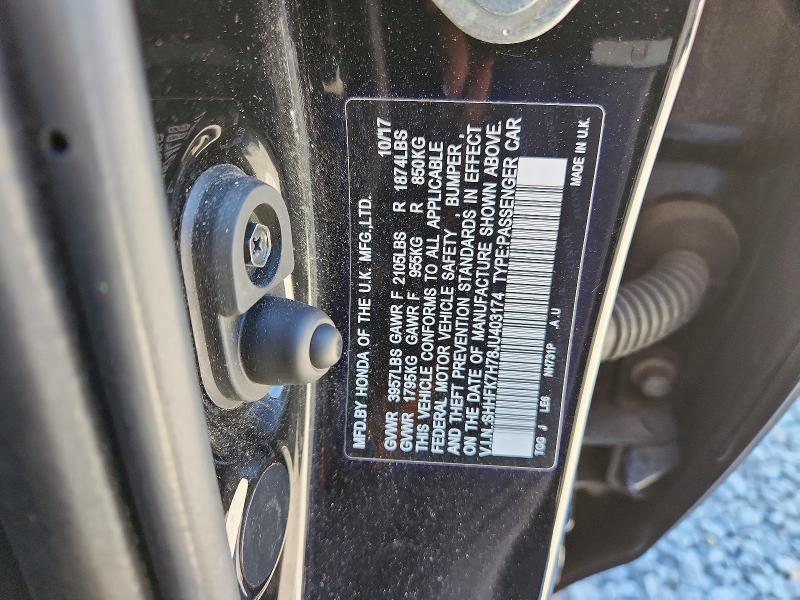 MFD.BY HONDA OF THE U.K. MFG.,LTD. 10/17
GVWR 3957LBS GAWR F 2105LBS R 1874LBS
GVWR 1795KG GAWR F 955KG R 850KG
THIS VEHICLE CONFORMS TO ALL APPLICABLE
FEDERAL MOTOR VEHICLE SAFETY , BUMPER ,
AND THEFT PREVENTION STANDARDS IN EFFECT
ON THE DATE OF MANUFACTURE SHOWN ABOVE.
V.I.N.:SHHFK7H78JU403174 TYPE:PASSENGER CAR
TGG J LE6 NH731P .A.U MADE IN U.K.